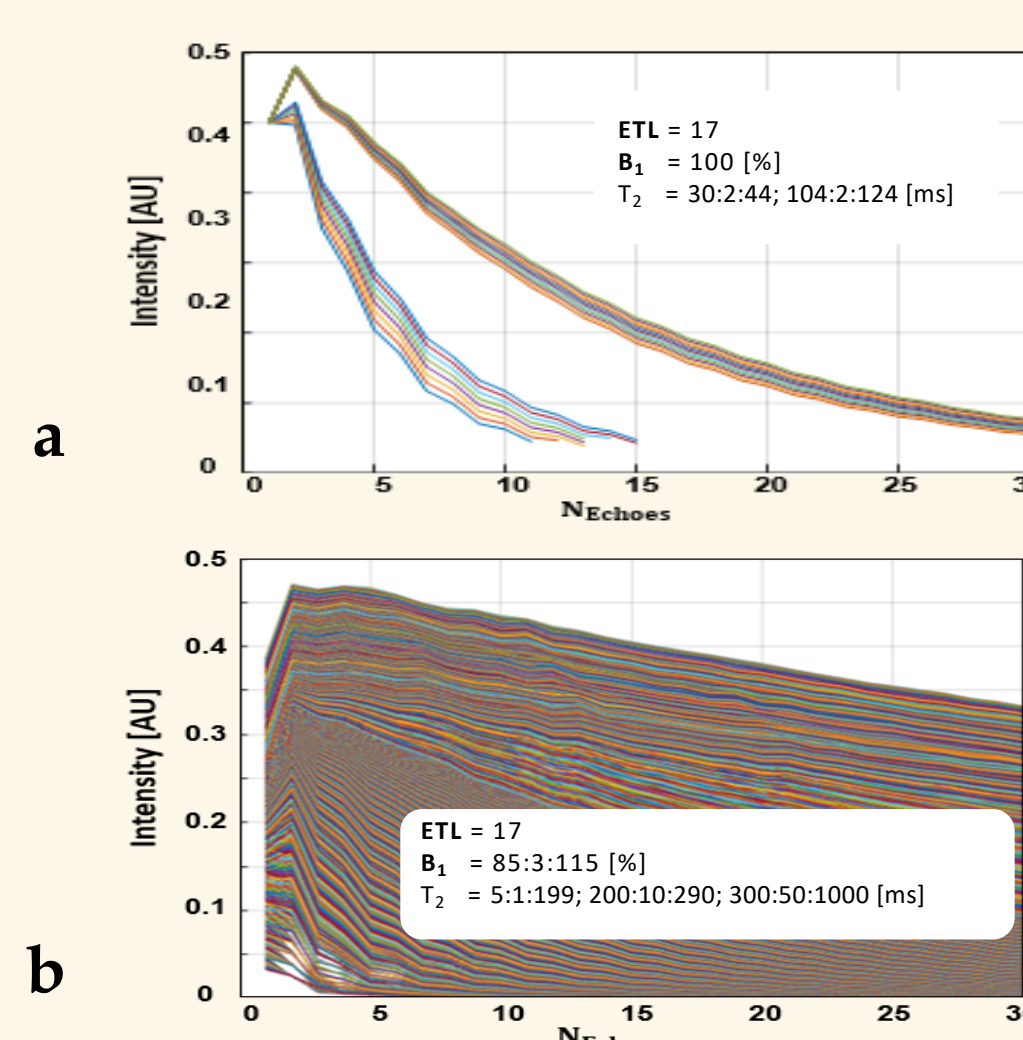 0.5
0.4
0.3
0.2
0.1
0
Intensity [AU]
ETL = 17
B₁ = 100 [%]
T₂ = 30:2:44; 104:2:124 [ms]
a
0 5 10 15 20 25 3
NEchoes
0.5
0.4
0.3
0.2
0.1
0
Intensity [AU]
ETL = 17
B₁ = 85:3:115 [%]
T₂ = 5:1:199; 200:10:290; 300:50:1000 [ms]
b
0 5 10 15 20 25 3